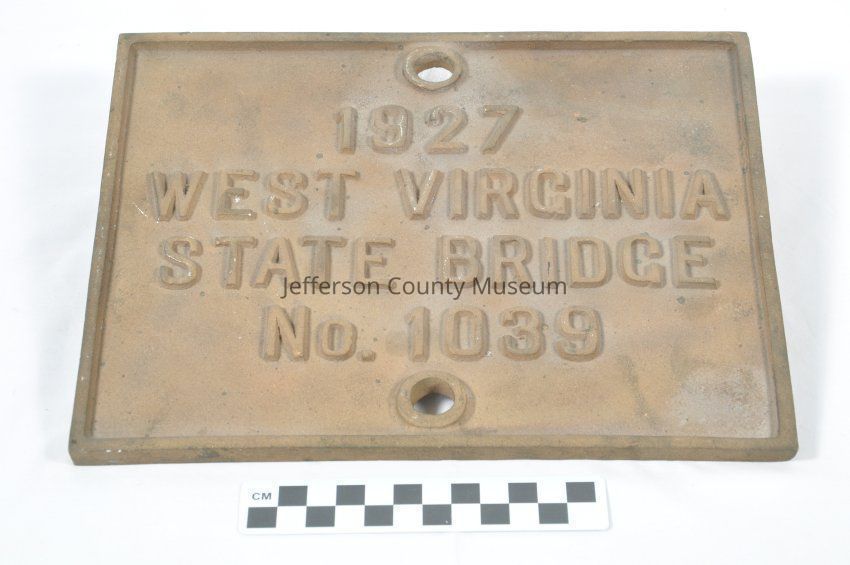 1927
WEST VIRGINIA
STATE BRIDGE
Jefferson County Museum
No. 1039
CM